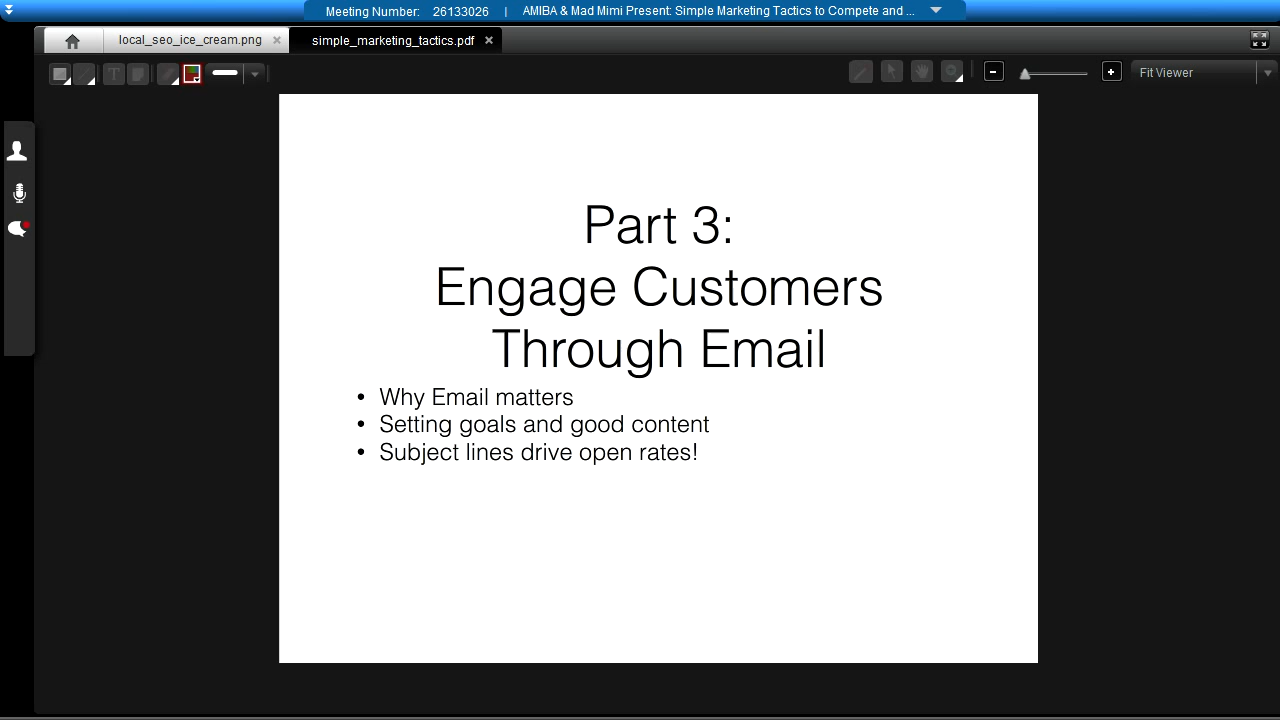 Meeting Number: 26133026 | AMIBA & Mad Mimi Present: Simple Marketing Tactics to Compete and ...
local_seo_ice_cream.png
simple_marketing_tactics.pdf
T
Fit Viewer
Part 3:
Engage Customers
Through Email
• Why Email matters
• Setting goals and good content
• Subject lines drive open rates!